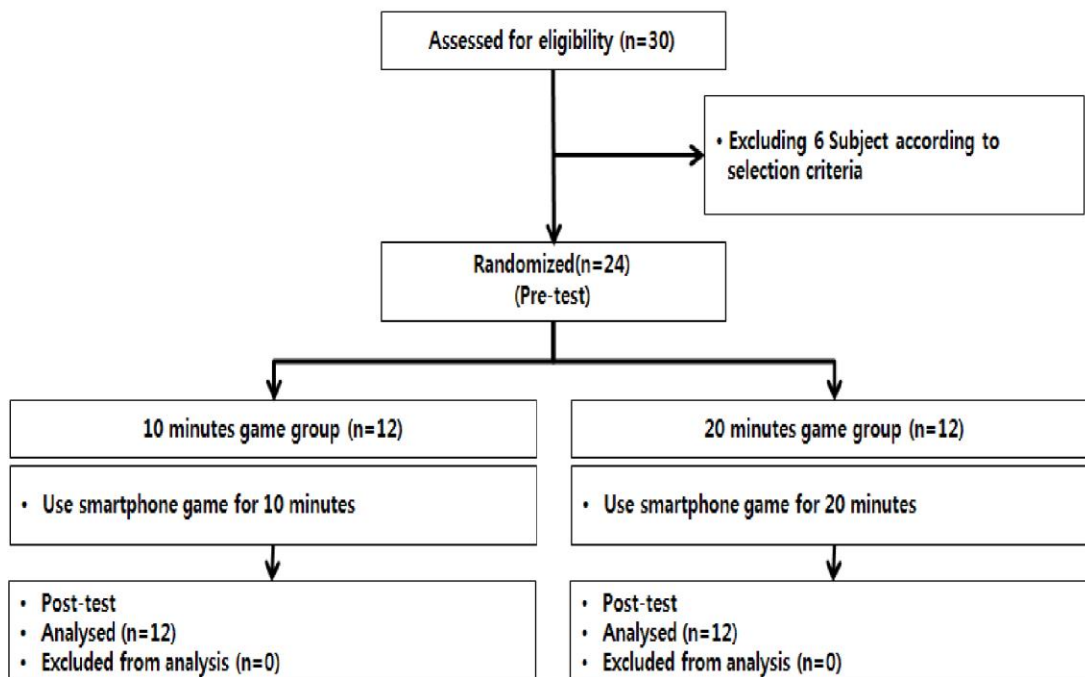 Assessed for eligibility (n=30)
• Excluding 6 Subject according to
selection criteria
Randomized(n=24)
(Pre-test)
10 minutes game group (n=12)
20 minutes game group (n=12)
• Use smartphone game for 10 minutes
• Use smartphone game for 20 minutes
• Post-test
• Analysed (n=12)
• Excluded from analysis (n=0)
• Post-test
• Analysed (n=12)
• Excluded from analysis (n=0)